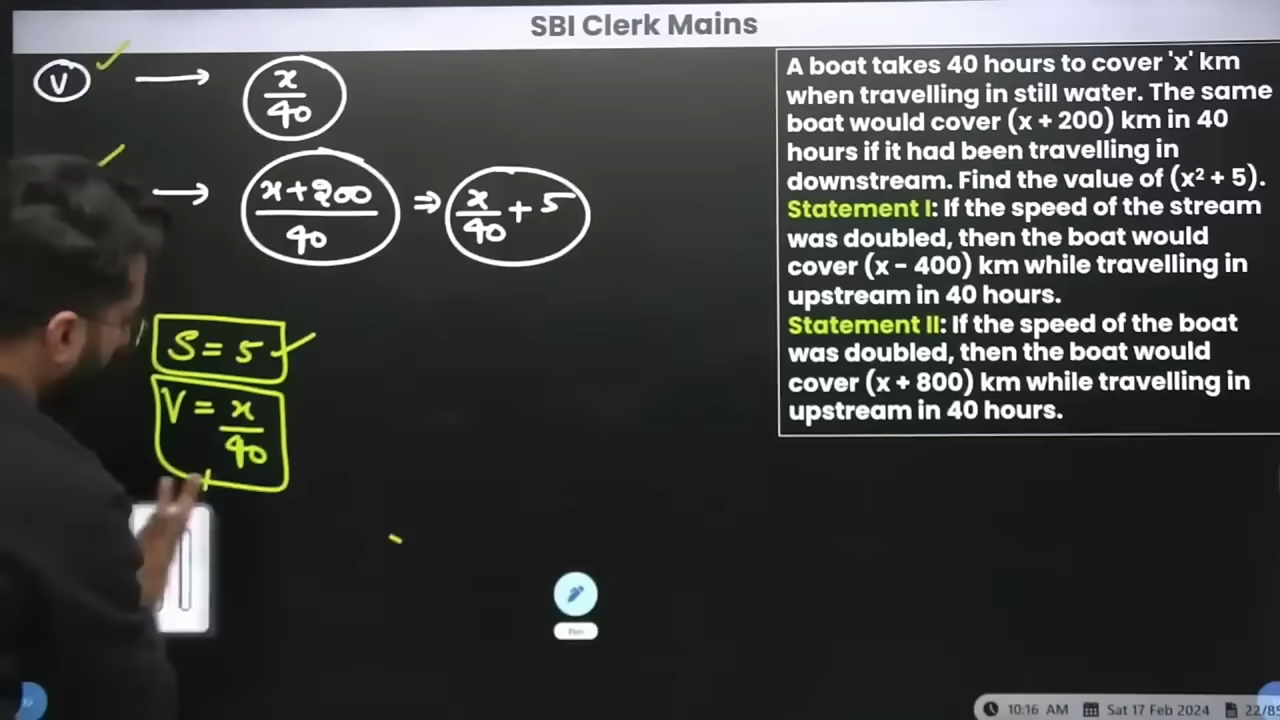 SBI Clerk Mains
V → x/40
→ x+200/40 ⇒ x/40 + 5
S = 5
V = x/40
A boat takes 40 hours to cover 'x' km
when travelling in still water. The same
boat would cover (x + 200) km in 40
hours if it had been travelling in
downstream. Find the value of (x² + 5).
Statement I: If the speed of the stream
was doubled, then the boat would
cover (x - 400) km while travelling in
upstream in 40 hours.
Statement II: If the speed of the boat
was doubled, then the boat would
cover (x + 800) km while travelling in
upstream in 40 hours.
Pen
10:16 AM Sat 17 Feb 2024 22/85